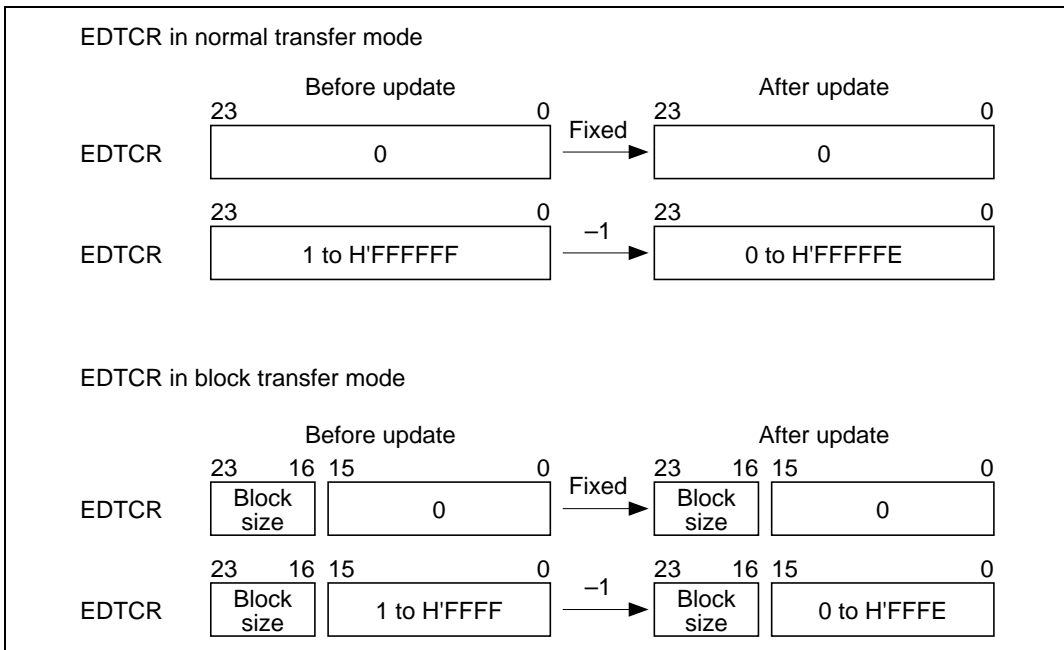 EDTCR in normal transfer mode
Before update After update
23 0 Fixed 23 0
EDTCR 0 0
23 0 –1 23 0
EDTCR 1 to H'FFFFFF 0 to H'FFFFFE
EDTCR in block transfer mode
Before update After update
23 16 15 0 Fixed 23 16 15 0
EDTCR Block size 0 Block size 0
23 16 15 0 –1 23 16 15 0
EDTCR Block size 1 to H'FFFF Block size 0 to H'FFFE